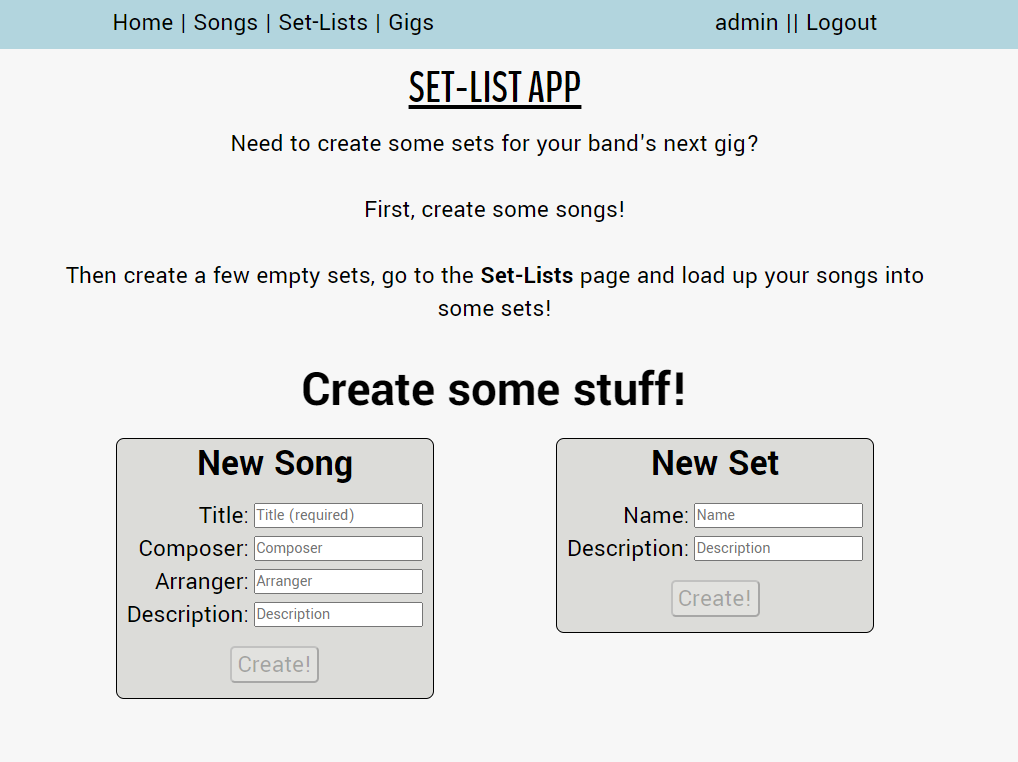 Home | Songs | Set-Lists | Gigs
admin || Logout
SET-LIST APP
Need to create some sets for your band's next gig?
First, create some songs!
Then create a few empty sets, go to the Set-Lists page and load up your songs into
some sets!
Create some stuff!
New Song
Title: Title (required)
Composer: Composer
Arranger: Arranger
Description: Description
Create!
New Set
Name: Name
Description: Description
Create!